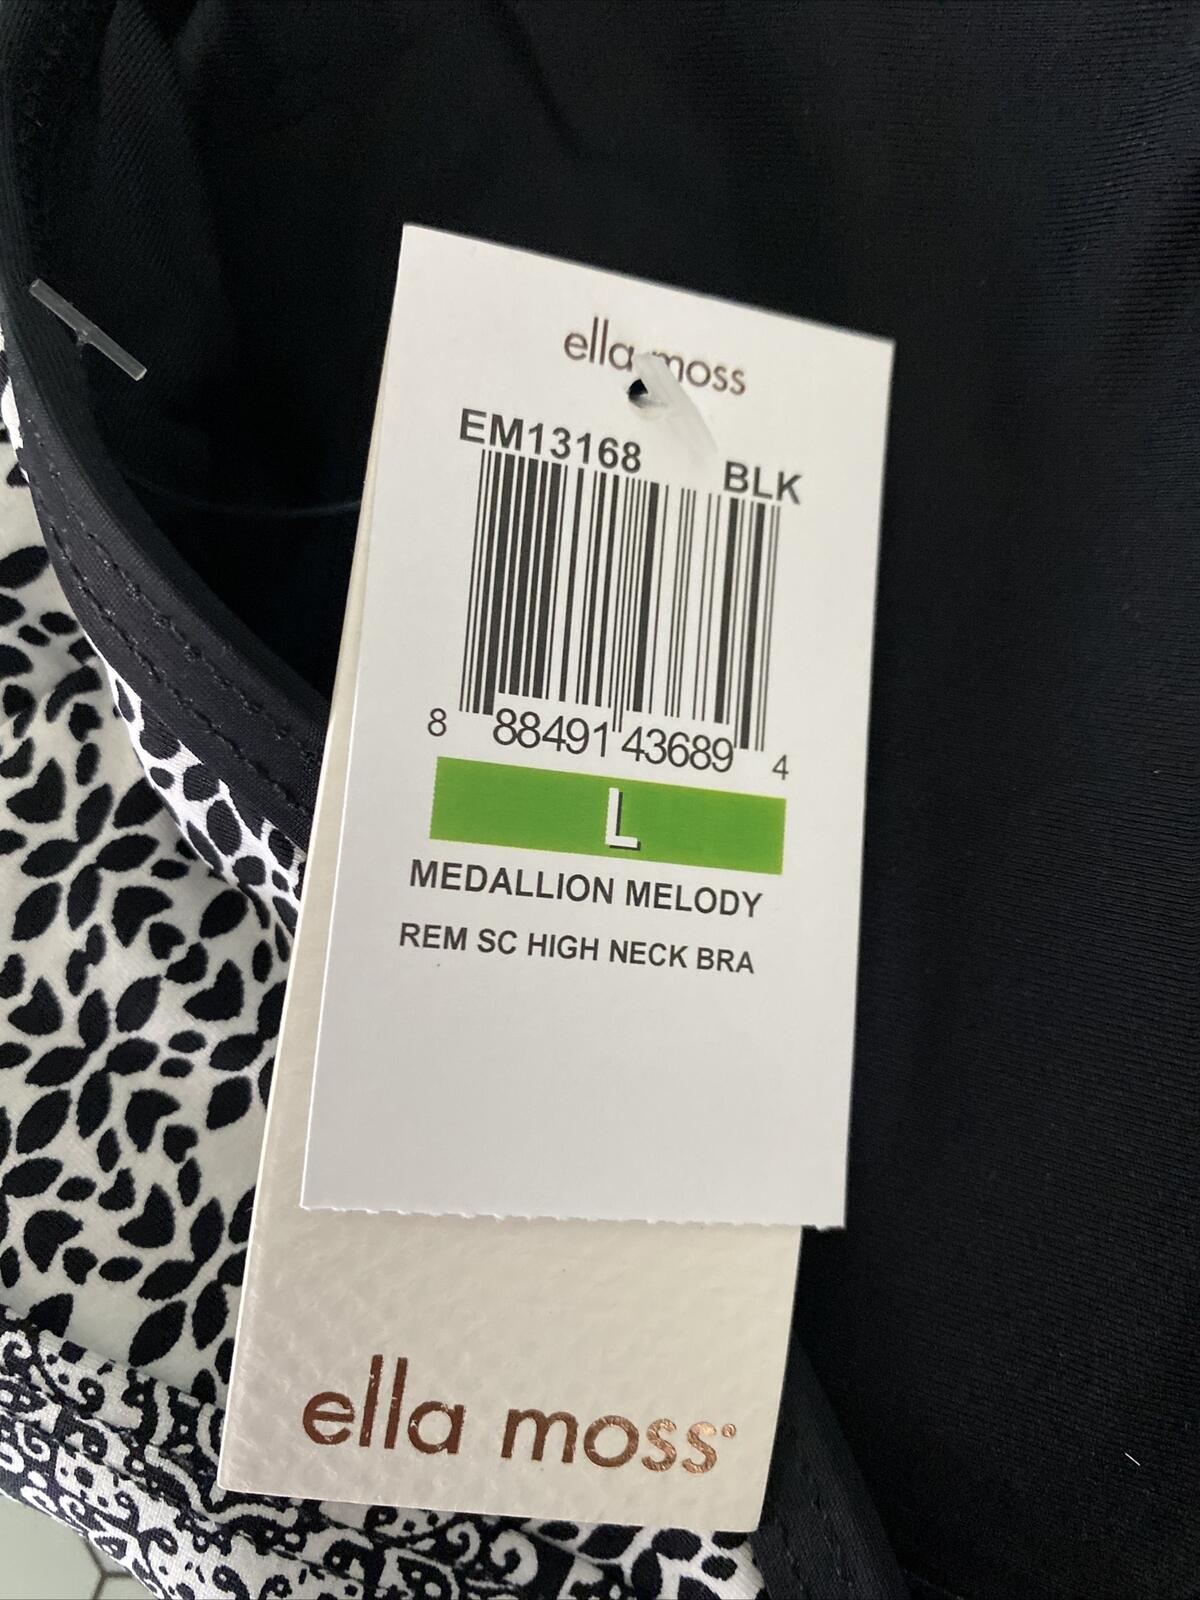 ella moss
EM13168 BLK
8 88491 43689 4
L
MEDALLION MELODY
REM SC HIGH NECK BRA
ella moss